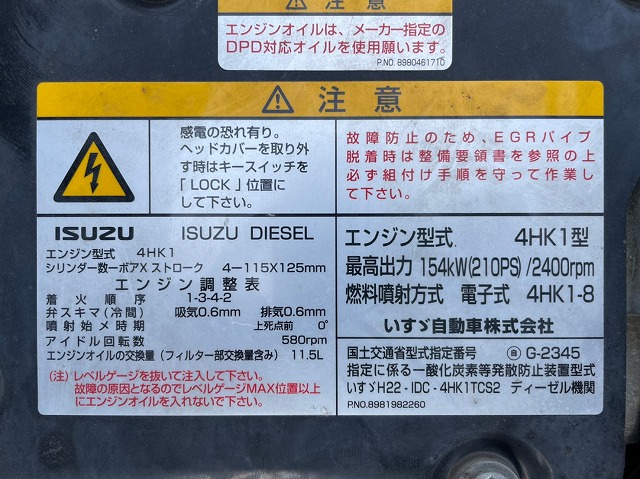 注意
エンジンオイルは、メーカー指定の
DPD対応オイルを使用願います。
P.NO. 8980461710
注意
感電の恐れ有り。
ヘッドカバーを取り外
す時はキースイッチを
「LOCK」位置に
して下さい。
故障防止のため、EGRパイプ
脱着時は整備要領書を参照の上
必ず組付け手順を守って作業し
て下さい。
ISUZU ISUZU DIESEL
エンジン型式 4HK1
シリンダー数ーボアX ストローク 4ー115X125mm
エンジン調整表
着火順序 1-3-4-2
弁スキマ(冷間) 吸気0.6mm 排気0.6mm
噴射始メ時期 上死点前 0°
アイドル回転数 580rpm
エンジンオイルの交換量 (フィルター部交換量含み) 11.5L
(注) レベルゲージを抜いて注入して下さい。
故障の原因となるのでレベルゲージMAX位置以上
にエンジンオイルを入れないで下さい。
エンジン型式 4HK1型
最高出力 154kW(210PS)/2400rpm
燃料噴射方式 電子式 4HK1-8
いすゞ自動車株式会社
国土交通省型式指定番号 自 G-2345
指定に係る一酸化炭素等発散防止装置型式
いすゞH22-IDC-4HK1TCS2 ディーゼル機関
P.NO.8981982260